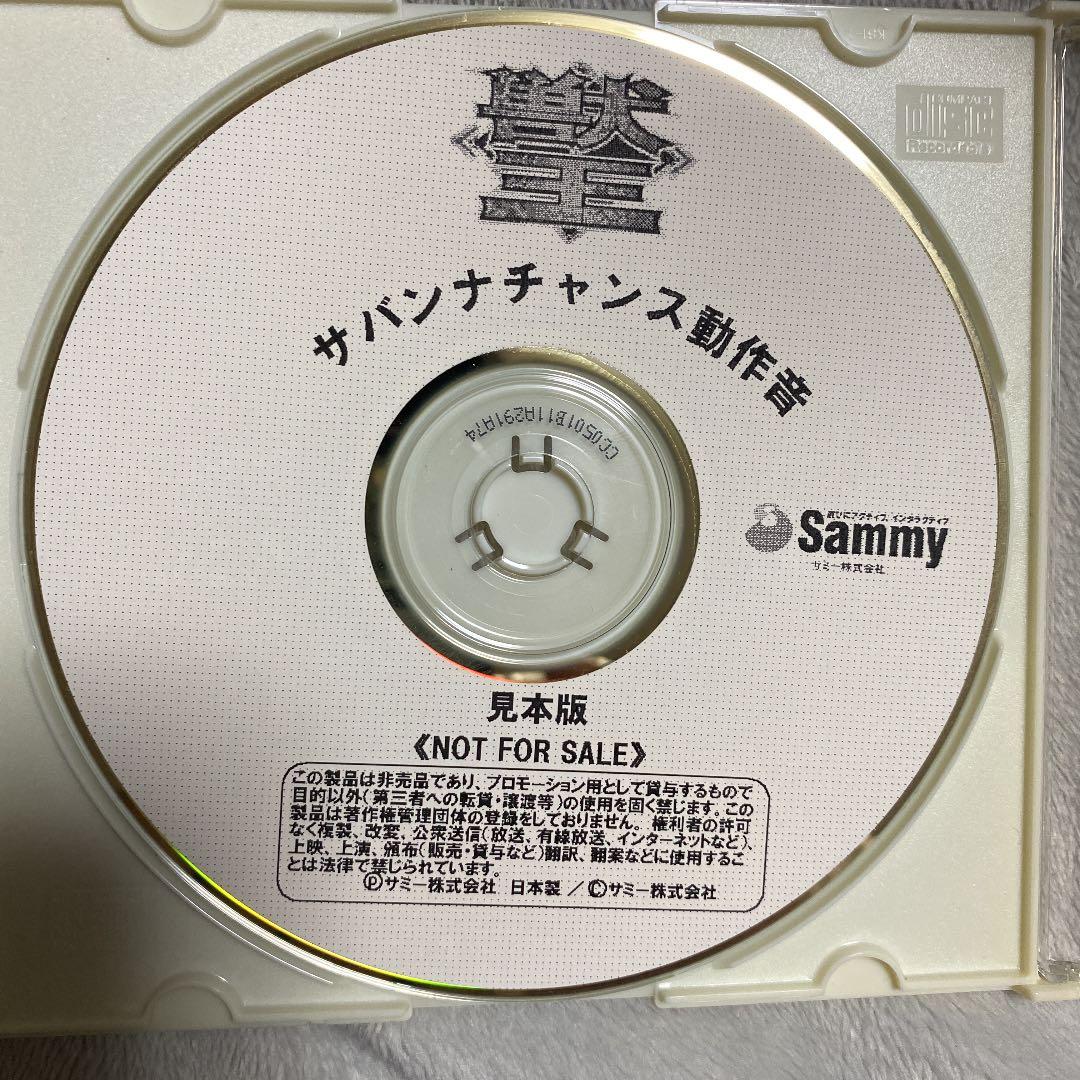 獣王
サバンナチャンス動作音
CC0501B11A291A74
遊びにアクティブ、インタラクティブ
Sammy
サミー株式会社
見本版
《NOT FOR SALE》
この製品は非売品であり、プロモーション用として貸与するもので
目的以外(第三者への転貸・譲渡等)の使用を固く禁じます。この
製品は著作権管理団体の登録をしておりません。権利者の許可
なく複製、改変、公衆送信(放送、有線放送、インターネットなど)、
上映、上演、頒布(販売・貸与など)翻訳、翻案などに使用するこ
とは法律で禁じられています。
Ⓟサミー株式会社 日本製／Ⓒサミー株式会社
COMPACT
disc
Recordable